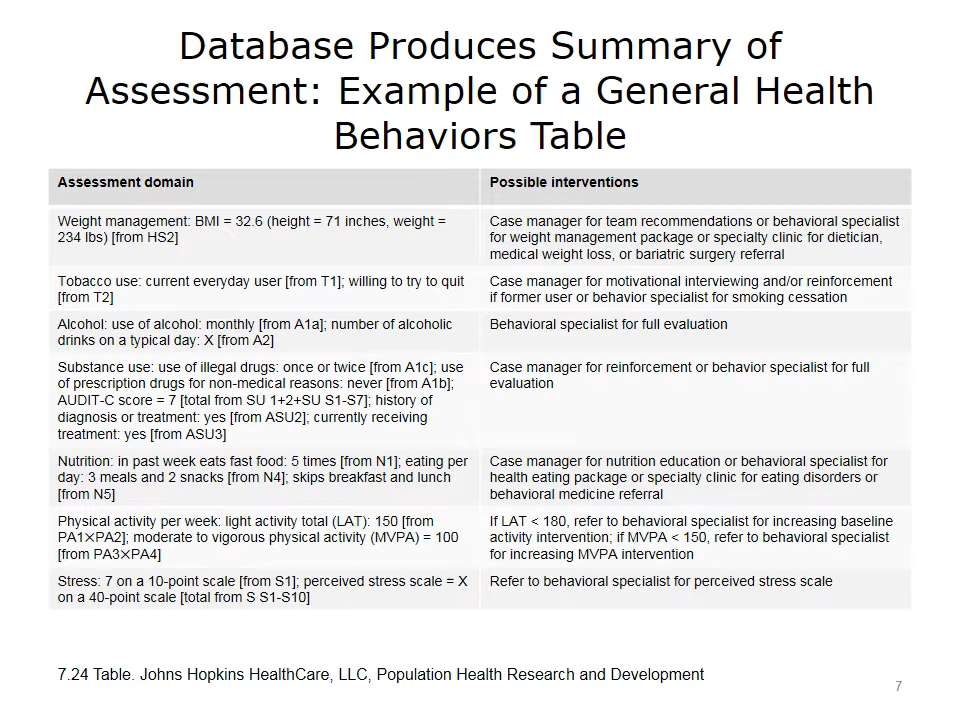 Database Produces Summary of
Assessment: Example of a General Health
Behaviors Table
Assessment domain
Possible interventions
Weight management: BMI = 32.6 (height = 71 inches, weight =
234 lbs) [from HS2]
Case manager for team recommendations or behavioral specialist
for weight management package or specialty clinic for dietician,
medical weight loss, or bariatric surgery referral
Tobacco use: current everyday user [from T1]; willing to try to quit
[from T2]
Case manager for motivational interviewing and/or reinforcement
if former user or behavior specialist for smoking cessation
Alcohol: use of alcohol: monthly [from A1a]; number of alcoholic
drinks on a typical day: X [from A2]
Behavioral specialist for full evaluation
Substance use: use of illegal drugs: once or twice [from A1c]; use
of prescription drugs for non-medical reasons: never [from A1b];
AUDIT-C score = 7 [total from SU 1+2+SU S1-S7]; history of
diagnosis or treatment: yes [from ASU2]; currently receiving
treatment: yes [from ASU3]
Case manager for reinforcement or behavior specialist for full
evaluation
Nutrition: in past week eats fast food: 5 times [from N1]; eating per
day: 3 meals and 2 snacks [from N4]; skips breakfast and lunch
[from N5]
Case manager for nutrition education or behavioral specialist for
health eating package or specialty clinic for eating disorders or
behavioral medicine referral
Physical activity per week: light activity total (LAT): 150 [from
PA1×PA2]; moderate to vigorous physical activity (MVPA) = 100
[from PA3×PA4]
If LAT < 180, refer to behavioral specialist for increasing baseline
activity intervention; if MVPA < 150, refer to behavioral specialist
for increasing MVPA intervention
Stress: 7 on a 10-point scale [from S1]; perceived stress scale = X
on a 40-point scale [total from S S1-S10]
Refer to behavioral specialist for perceived stress scale
7.24 Table. Johns Hopkins HealthCare, LLC, Population Health Research and Development
7